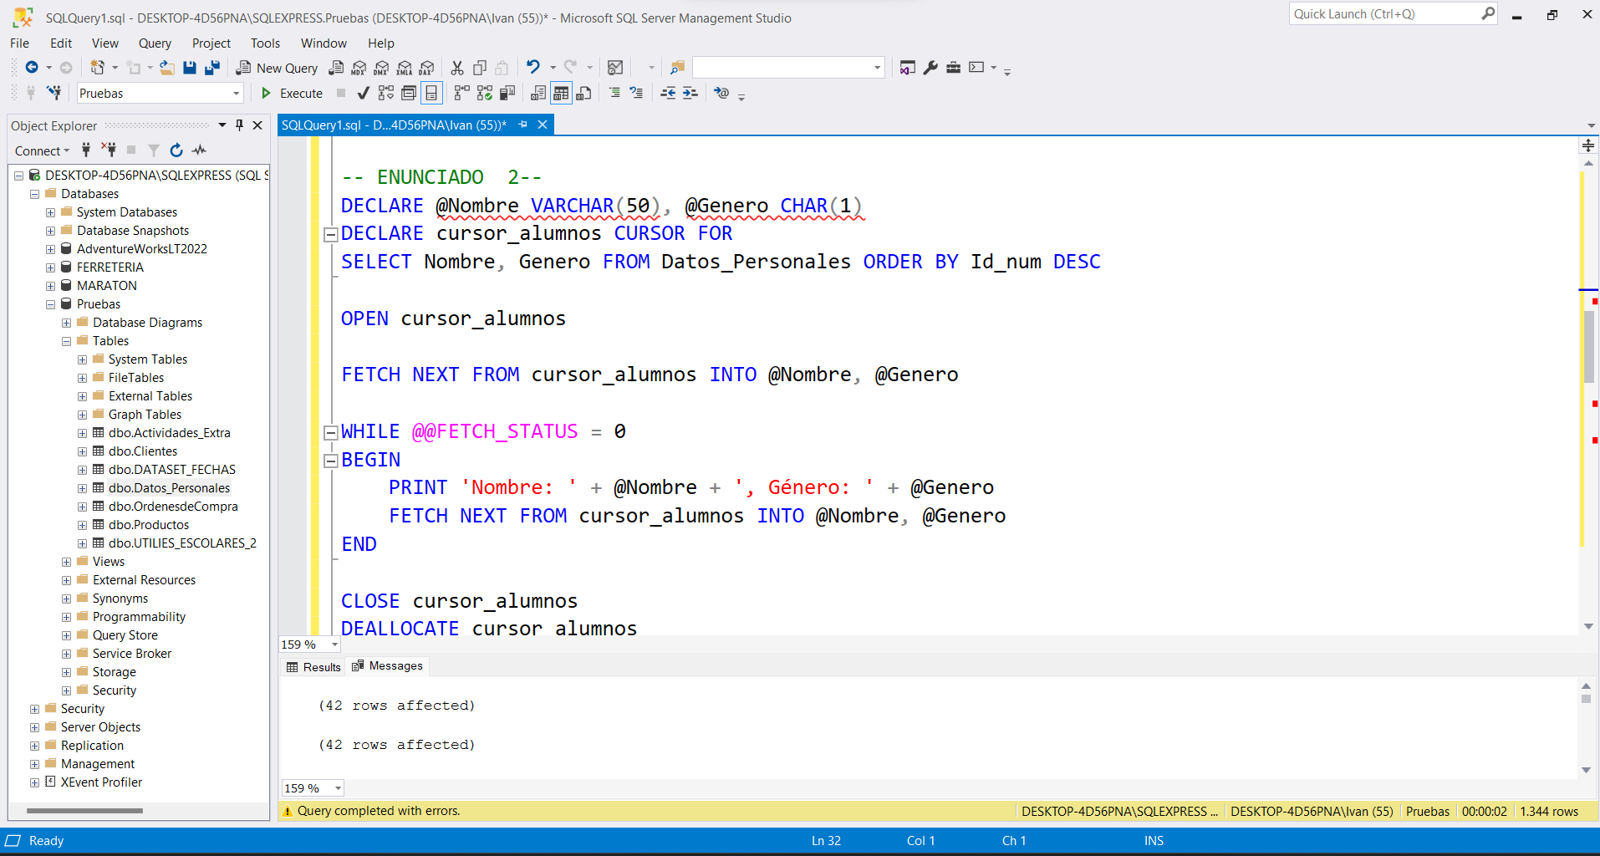 SQLQuery1.sql - DESKTOP-4D56PNA\SQLEXPRESS.Pruebas (DESKTOP-4D56PNA\Ivan (55))* - Microsoft SQL Server Management Studio
Quick Launch (Ctrl+Q)
File Edit View Query Project Tools Window Help
New Query MDX DMX XMLA DAX
Pruebas Execute
Object Explorer
SQLQuery1.sql - D...4D56PNA\Ivan (55))*
Connect
DESKTOP-4D56PNA\SQLEXPRESS (SQL S
Databases
System Databases
Database Snapshots
AdventureWorksLT2022
FERRETERIA
MARATON
Pruebas
Database Diagrams
Tables
System Tables
FileTables
External Tables
Graph Tables
dbo.Actividades_Extra
dbo.Clientes
dbo.DATASET_FECHAS
dbo.Datos_Personales
dbo.OrdenesdeCompra
dbo.Productos
dbo.UTILIES_ESCOLARES_2
Views
External Resources
Synonyms
Programmability
Query Store
Service Broker
Storage
Security
Security
Server Objects
Replication
Management
XEvent Profiler
-- ENUNCIADO  2--
DECLARE @Nombre VARCHAR(50), @Genero CHAR(1)
DECLARE cursor_alumnos CURSOR FOR
SELECT Nombre, Genero FROM Datos_Personales ORDER BY Id_num DESC
OPEN cursor_alumnos
FETCH NEXT FROM cursor_alumnos INTO @Nombre, @Genero
WHILE @@FETCH_STATUS = 0
BEGIN
PRINT 'Nombre: ' + @Nombre + ', Género: ' + @Genero
FETCH NEXT FROM cursor_alumnos INTO @Nombre, @Genero
END
CLOSE cursor_alumnos
DEALLOCATE cursor_alumnos
159 %
Results Messages
(42 rows affected)
(42 rows affected)
159 %
Query completed with errors.
DESKTOP-4D56PNA\SQLEXPRESS ... DESKTOP-4D56PNA\Ivan (55) Pruebas 00:00:02 1.344 rows
Ready Ln 32 Col 1 Ch 1 INS